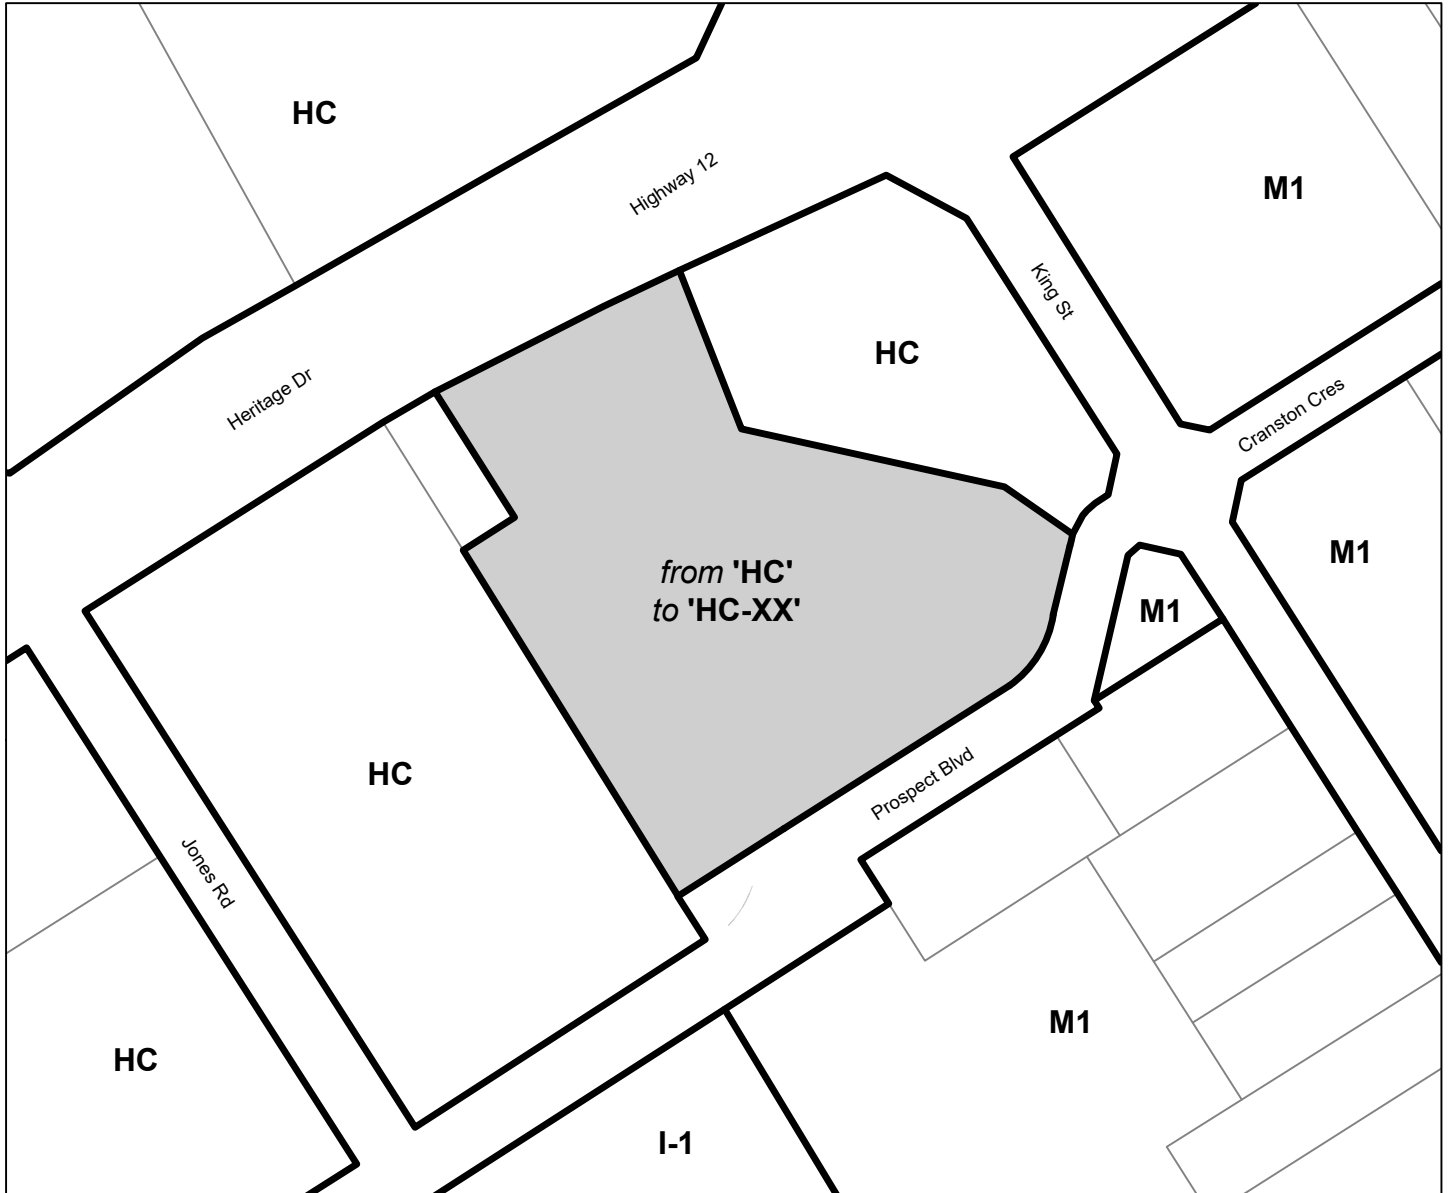 HC
Highway 12
M1
King St
HC
Heritage Dr
Cranston Cres
M1
from 'HC'
to 'HC-XX'
M1
HC
Prospect Blvd
Jones Rd
M1
HC
I-1